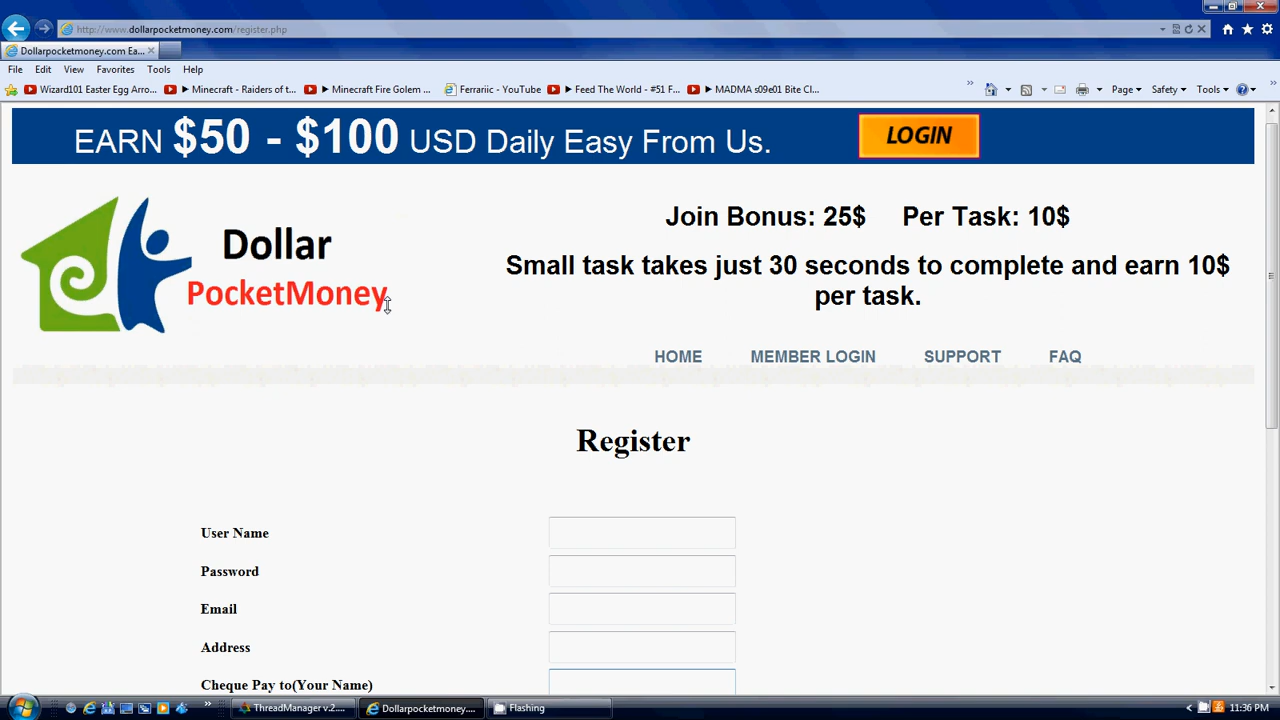 http://www.dollarpocketmoney.com/register.php
Dollarpocketmoney.com Ea...
File Edit View Favorites Tools Help
Wizard101 Easter Egg Arro... Minecraft - Raiders of t... Minecraft Fire Golem ... Ferrariic - YouTube Feed The World - #51 F... MADMA s09e01 Bite Cl... Page Safety Tools
EARN $50 - $100 USD Daily Easy From Us. LOGIN
Join Bonus: 25$ Per Task: 10$
Dollar
PocketMoney
Small task takes just 30 seconds to complete and earn 10$
per task.
HOME MEMBER LOGIN SUPPORT FAQ
Register
User Name
Password
Email
Address
Cheque Pay to(Your Name)
ThreadManager v.2.... Dollarpocketmoney.... Flashing 11:36 PM